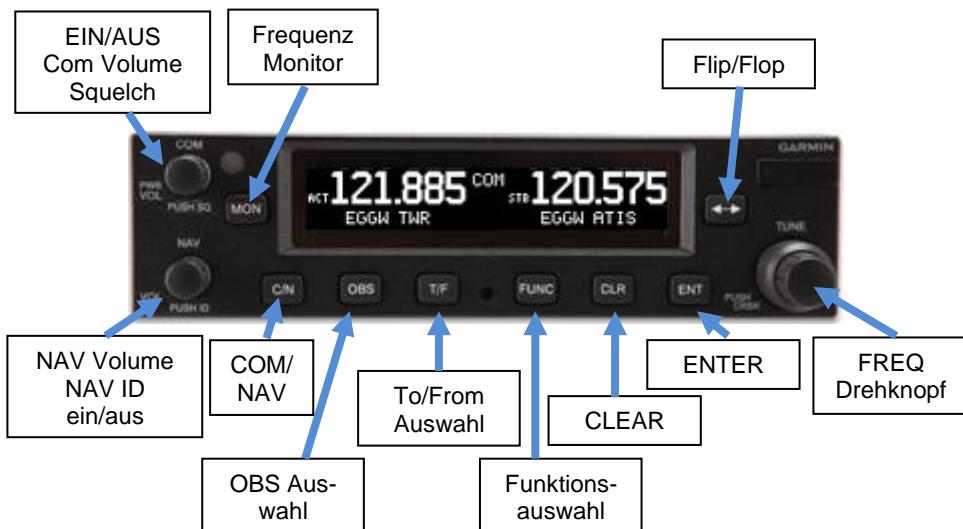 EIN/AUS
Com Volume
Squelch
Frequenz
Monitor
Flip/Flop
COM
GARMIN
PWR
VOL
PUSH SQ
MON
ACT 121.885 COM STB 120.575
EGGW TWR EGGW ATIS
TUNE
NAV
VOL
PUSH ID
C/N
OBS
T/F
FUNC
CLR
ENT
PUSH
CRSR
NAV Volume
NAV ID
ein/aus
COM/
NAV
To/From
Auswahl
CLEAR
ENTER
FREQ
Drehknopf
OBS Aus-
wahl
Funktions-
auswahl